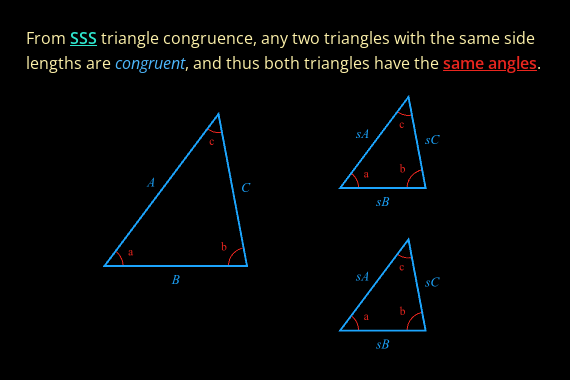 From SSS triangle congruence, any two triangles with the same side
lengths are congruent, and thus both triangles have the same angles.
c
A
C
a
b
B
c
sA
sC
a
b
sB
c
sA
sC
a
b
sB